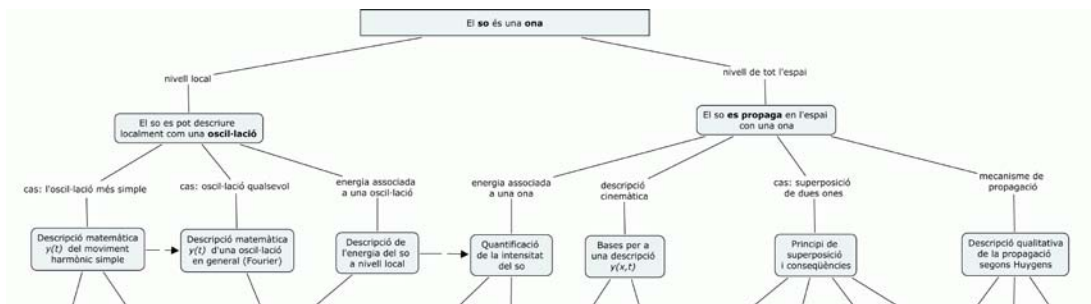 El so és una ona
nivell local
nivell de tot l'espai
El so es pot descriure
localment com una oscil·lació
El so es propaga en l'espai
con una ona
cas: l'oscil·lació més simple
cas: oscil·lació qualsevol
energia associada
a una oscil·lació
energia associada
a una ona
descripció
cinemàtica
cas: superposició
de dues ones
mecanisme de
propagació
Descripció matemàtica
y(t) del moviment
harmònic simple
Descripció matemàtica
y(t) d'una oscil·lació
en general (Fourier)
Descripció de
l'energia del so
a nivell local
Quantificació
de la intensitat
del so
Bases per a
una descripció
y(x,t)
Principi de
superposició
i conseqüències
Descripció qualitativa
de la propagació
segons Huygens